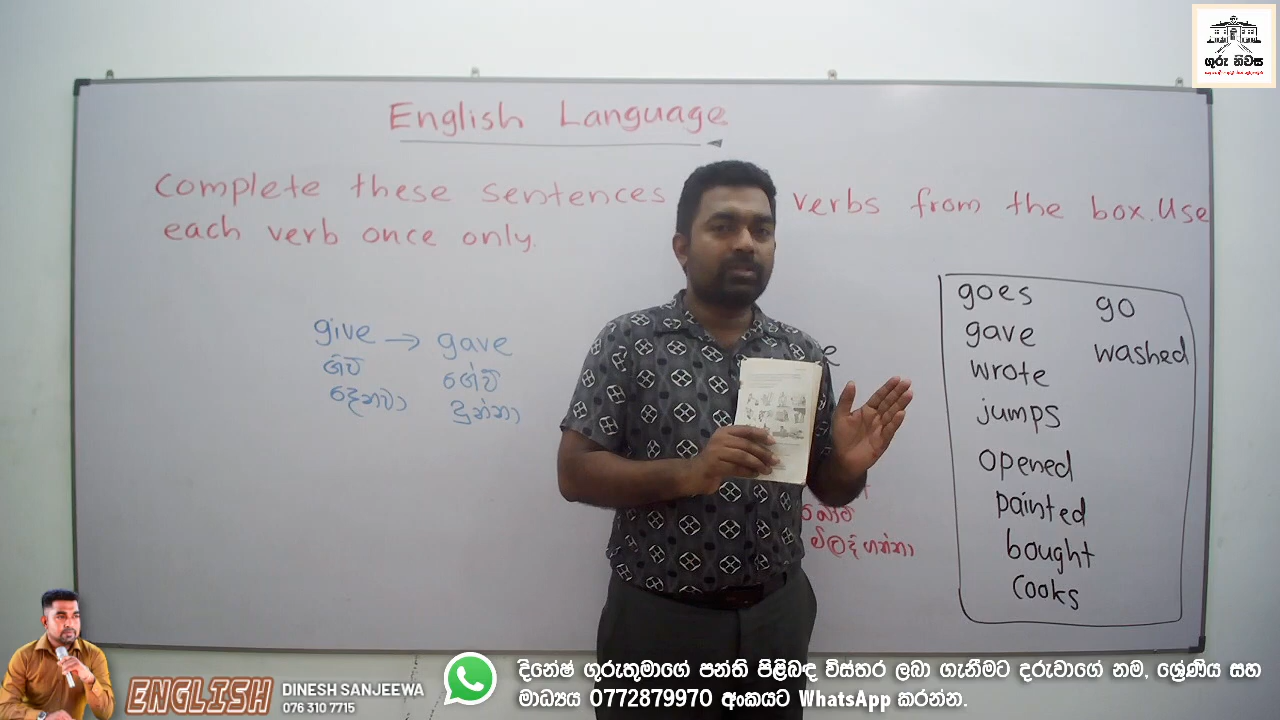 ගුරු නිවස
English Language
Complete these sentences verbs from the box. Use
each verb once only.
give → gave
ගිව් ගේව්
දෙනවා දුන්නා
බෝට්
මිලදී ගන්නා
goes go
gave washed
wrote
jumps
opened
painted
bought
cooks
ENGLISH DINESH SANJEEWA
076 310 7715
දිනේෂ් ගුරුතුමාගේ පන්ති පිළිබඳ විස්තර ලබා ගැනීමට දරුවාගේ නම, ශ්‍රේණිය සහ
මාධ්‍යය 0772879970 අංකයට WhatsApp කරන්න.